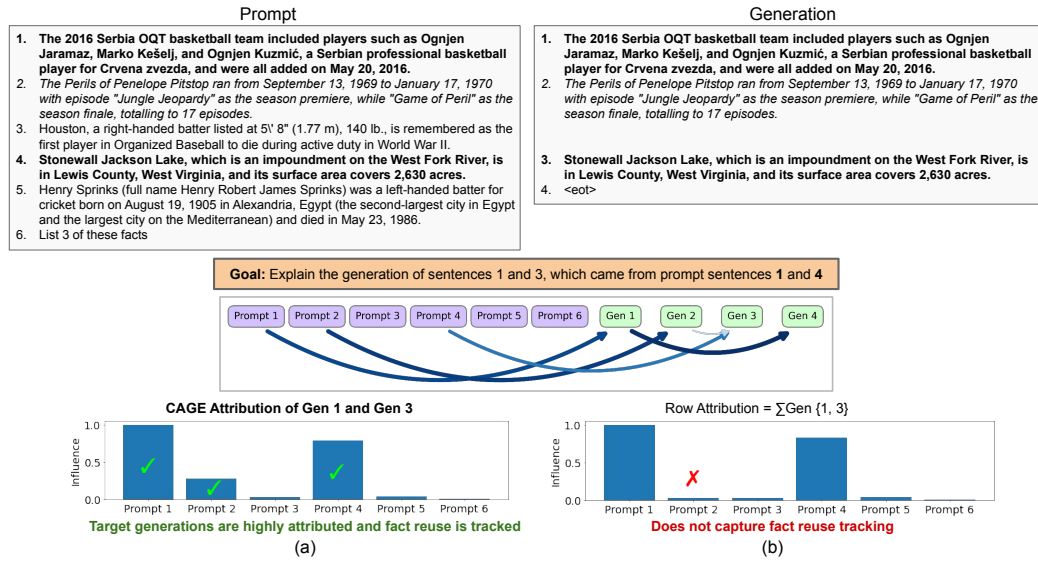 Prompt
1. The 2016 Serbia OQT basketball team included players such as Ognjen
Jaramaz, Marko Kešelj, and Ognjen Kuzmić, a Serbian professional basketball
player for Crvena zvezda, and were all added on May 20, 2016.
2. The Perils of Penelope Pitstop ran from September 13, 1969 to January 17, 1970
with episode "Jungle Jeopardy" as the season premiere, while "Game of Peril" as the
season finale, totalling to 17 episodes.
3. Houston, a right-handed batter listed at 5\' 8" (1.77 m), 140 lb., is remembered as the
first player in Organized Baseball to die during active duty in World War II.
4. Stonewall Jackson Lake, which is an impoundment on the West Fork River, is
in Lewis County, West Virginia, and its surface area covers 2,630 acres.
5. Henry Sprinks (full name Henry Robert James Sprinks) was a left-handed batter for
cricket born on August 19, 1905 in Alexandria, Egypt (the second-largest city in Egypt
and the largest city on the Mediterranean) and died in May 23, 1986.
6. List 3 of these facts
Generation
1. The 2016 Serbia OQT basketball team included players such as Ognjen
Jaramaz, Marko Kešelj, and Ognjen Kuzmić, a Serbian professional basketball
player for Crvena zvezda, and were all added on May 20, 2016.
2. The Perils of Penelope Pitstop ran from September 13, 1969 to January 17, 1970
with episode "Jungle Jeopardy" as the season premiere, while "Game of Peril" as the
season finale, totalling to 17 episodes.
3. Stonewall Jackson Lake, which is an impoundment on the West Fork River, is
in Lewis County, West Virginia, and its surface area covers 2,630 acres.
4. <eot>
Goal: Explain the generation of sentences 1 and 3, which came from prompt sentences 1 and 4
Prompt 1 Prompt 2 Prompt 3 Prompt 4 Prompt 5 Prompt 6 Gen 1 Gen 2 Gen 3 Gen 4
CAGE Attribution of Gen 1 and Gen 3
Influence
1.0
0.5
0.0
Prompt 1 Prompt 2 Prompt 3 Prompt 4 Prompt 5 Prompt 6
Target generations are highly attributed and fact reuse is tracked
(a)
Row Attribution = ∑Gen {1, 3}
Influence
1.0
0.5
0.0
Prompt 1 Prompt 2 Prompt 3 Prompt 4 Prompt 5 Prompt 6
Does not capture fact reuse tracking
(b)